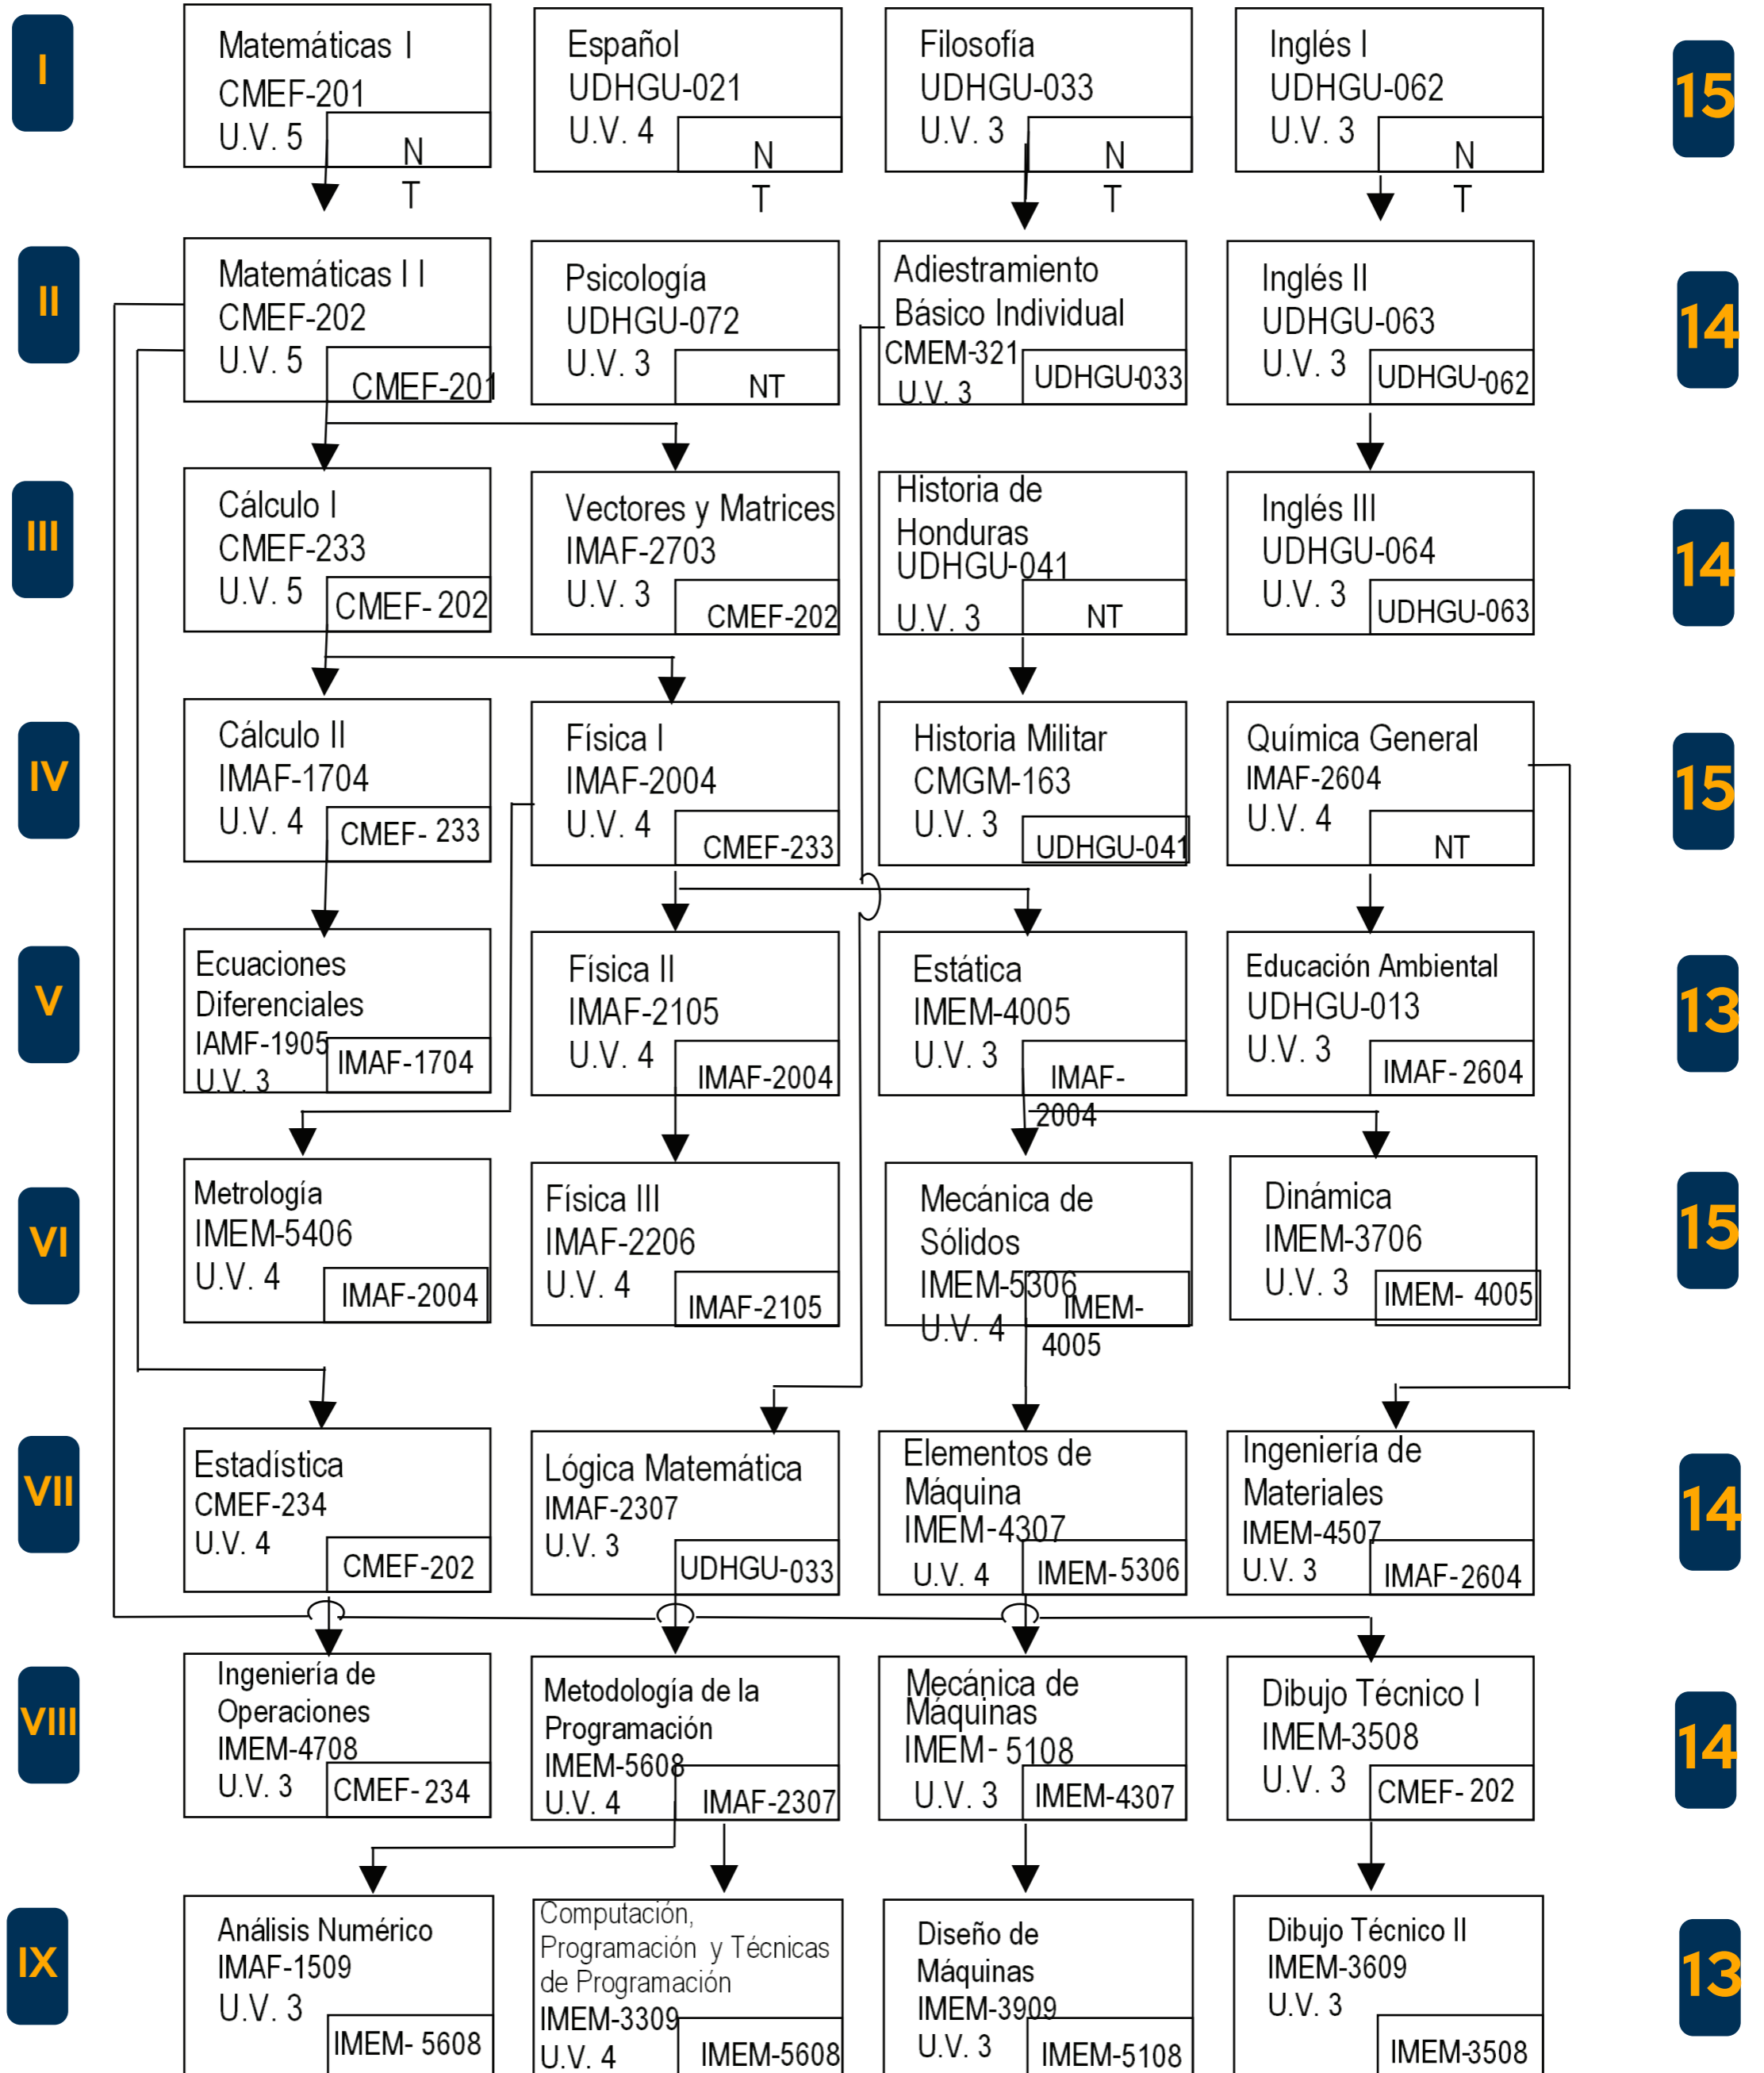 I
Matemáticas I
CMEF-201
U.V. 5
N
T
Español
UDHGU-021
U.V. 4
N
T
Filosofía
UDHGU-033
U.V. 3
N
T
Inglés I
UDHGU-062
U.V. 3
N
T
15
II
Matemáticas I I
CMEF-202
U.V. 5
CMEF-201
Psicología
UDHGU-072
U.V. 3
NT
Adiestramiento
Básico Individual
CMEM-321
U.V. 3
UDHGU-033
Inglés II
UDHGU-063
U.V. 3
UDHGU-062
14
III
Cálculo I
CMEF-233
U.V. 5
CMEF- 202
Vectores y Matrices
IMAF-2703
U.V. 3
CMEF-202
Historia de
Honduras
UDHGU-041
U.V. 3
NT
Inglés III
UDHGU-064
U.V. 3
UDHGU-063
14
IV
Cálculo II
IMAF-1704
U.V. 4
CMEF- 233
Física I
IMAF-2004
U.V. 4
CMEF-233
Historia Militar
CMGM-163
U.V. 3
UDHGU-041
Química General
IMAF-2604
U.V. 4
NT
15
V
Ecuaciones
Diferenciales
IAMF-1905
U.V. 3
IMAF-1704
Física II
IMAF-2105
U.V. 4
IMAF-2004
Estática
IMEM-4005
U.V. 3
IMAF-
2004
Educación Ambiental
UDHGU-013
U.V. 3
IMAF- 2604
13
VI
Metrología
IMEM-5406
U.V. 4
IMAF-2004
Física III
IMAF-2206
U.V. 4
IMAF-2105
Mecánica de
Sólidos
IMEM-5306
U.V. 4
IMEM-
4005
Dinámica
IMEM-3706
U.V. 3
IMEM- 4005
15
VII
Estadística
CMEF-234
U.V. 4
CMEF-202
Lógica Matemática
IMAF-2307
U.V. 3
UDHGU-033
Elementos de
Máquina
IMEM-4307
U.V. 4
IMEM-5306
Ingeniería de
Materiales
IMEM-4507
U.V. 3
IMAF-2604
14
VIII
Ingeniería de
Operaciones
IMEM-4708
U.V. 3
CMEF-234
Metodología de la
Programación
IMEM-5608
U.V. 4
IMAF-2307
Mecánica de
Máquinas
IMEM- 5108
U.V. 3
IMEM-4307
Dibujo Técnico I
IMEM-3508
U.V. 3
CMEF- 202
14
IX
Análisis Numérico
IMAF-1509
U.V. 3
IMEM- 5608
Computación,
Programación y Técnicas
de Programación
IMEM-3309
U.V. 4
IMEM-5608
Diseño de
Máquinas
IMEM-3909
U.V. 3
IMEM-5108
Dibujo Técnico II
IMEM-3609
U.V. 3
IMEM-3508
13